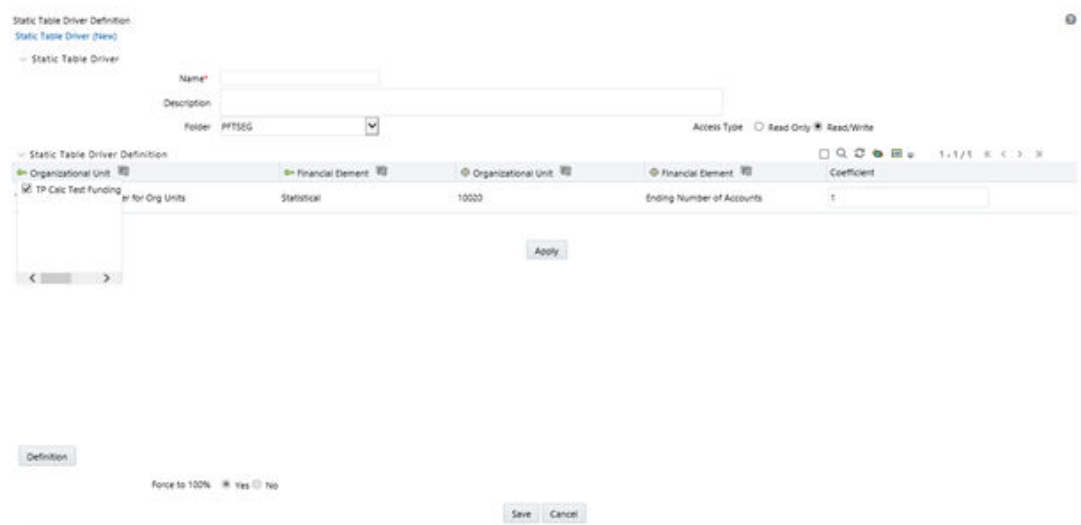 Static Table Driver Definition
Static Table Driver (New)
Static Table Driver
Name*
Description
Folder PFTSEG Access Type Read Only Read/Write
Static Table Driver Definition 1-1/1
Organizational Unit Financial Element Organizational Unit Financial Element Coefficient
TP Calc Test Funding
er for Org Units Statistical 10020 Ending Number of Accounts 1
Apply
Definition
Force to 100% Yes No
Save Cancel